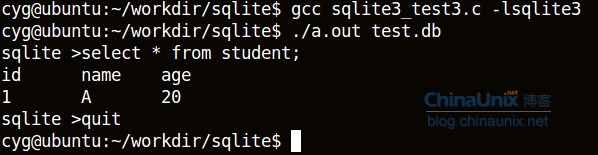 cyg@ubuntu:~/workdir/sqlite$ gcc sqlite3_test3.c -lsqlite3
cyg@ubuntu:~/workdir/sqlite$ ./a.out test.db
sqlite >select * from student;
id name age
1 A 20
sqlite >quit
cyg@ubuntu:~/workdir/sqlite$
ChinaUnix.net 博客
blog.chinaunix.net